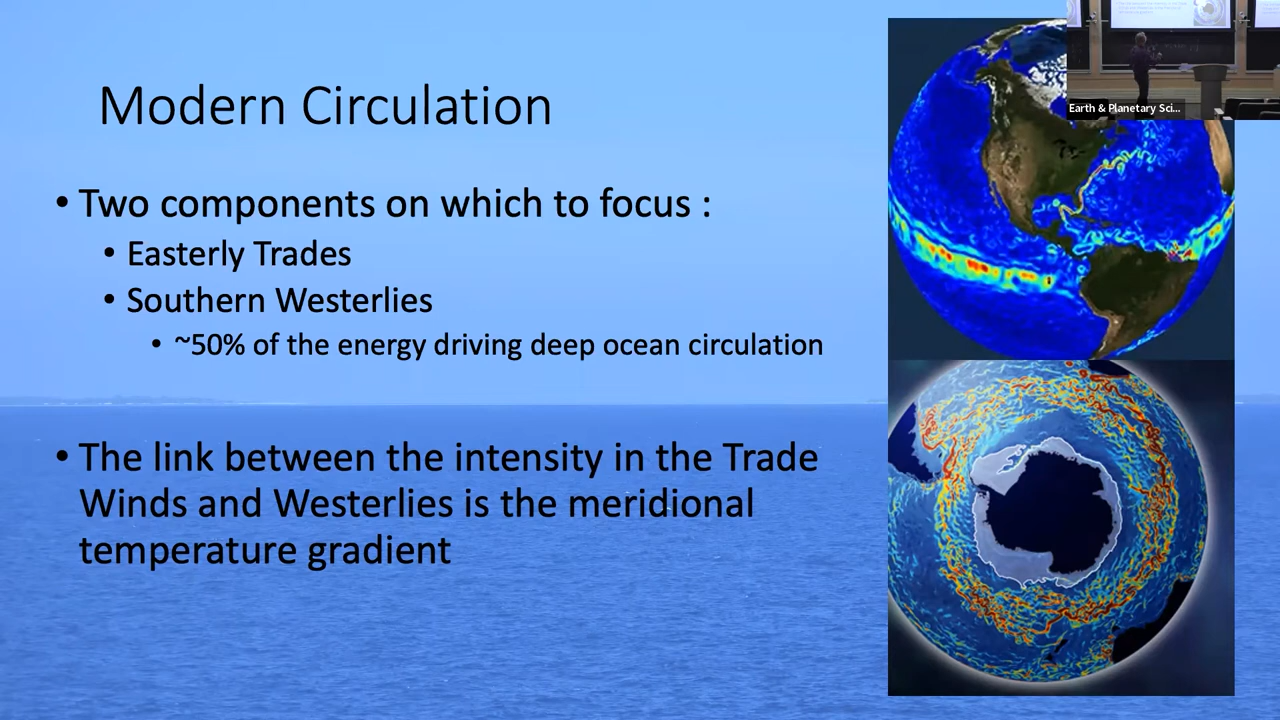 Modern Circulation
• Two components on which to focus :
• Easterly Trades
• Southern Westerlies
• ~50% of the energy driving deep ocean circulation
• The link between the intensity in the Trade
Winds and Westerlies is the meridional
temperature gradient
Earth & Planetary Sci...